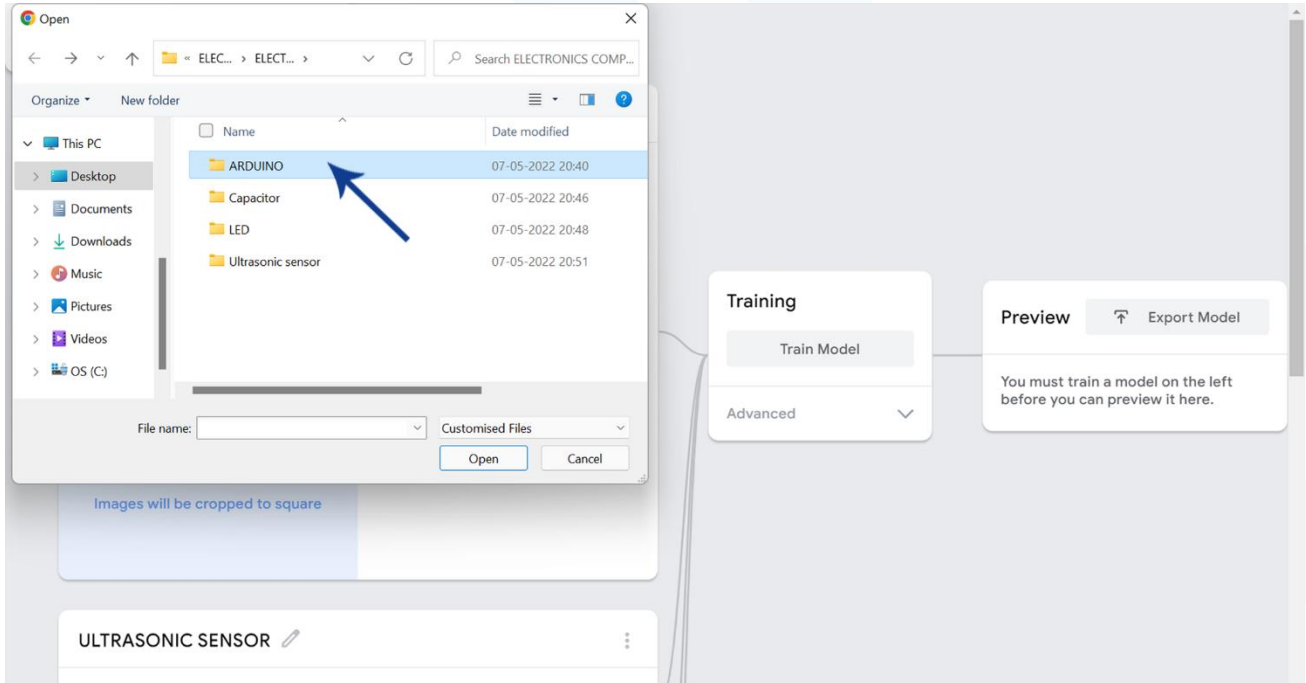 Open
« ELEC... › ELECT... ›
Search ELECTRONICS COMP...
Organize
New folder
Name
Date modified
This PC
Desktop
Documents
Downloads
Music
Pictures
Videos
OS (C:)
ARDUINO 07-05-2022 20:40
Capacitor 07-05-2022 20:46
LED 07-05-2022 20:48
Ultrasonic sensor 07-05-2022 20:51
File name:
Customised Files
Open
Cancel
Images will be cropped to square
ULTRASONIC SENSOR
Training
Train Model
Advanced
Preview
Export Model
You must train a model on the left
before you can preview it here.